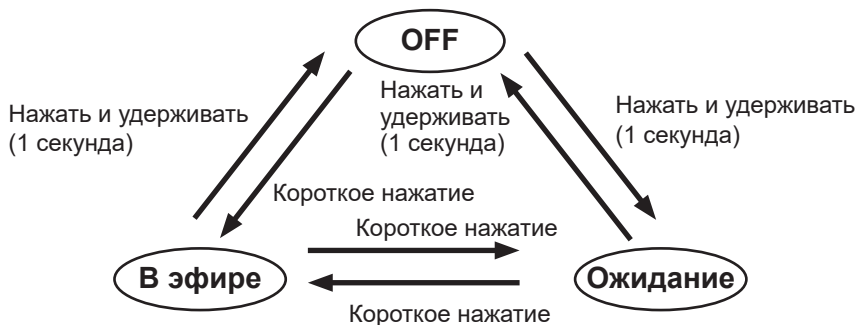 OFF
Нажать и удерживать
(1 секунда)
Нажать и
удерживать
(1 секунда)
Нажать и удерживать
(1 секунда)
Короткое нажатие
Короткое нажатие
В эфире
Ожидание
Короткое нажатие